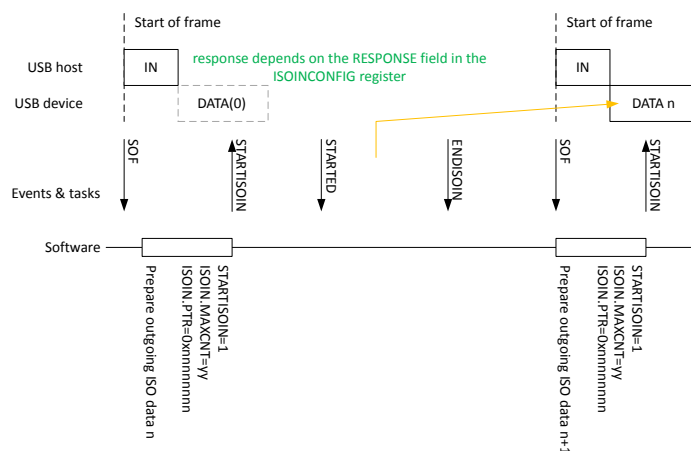 Start of frame
Start of frame
USB host
IN
response depends on the RESPONSE field in the
ISOINCONFIG register
IN
USB device
DATA(0)
DATA n
Events & tasks
SOF
STARTISOIN
STARTED
ENDISOIN
SOF
STARTISOIN
Software
Prepare outgoing ISO data n
ISOIN.PTR=0xnnnnnnnn
ISOIN.MAXCNT=yy
STARTISOIN=1
Prepare outgoing ISO data n+1
ISOIN.PTR=0xnnnnnnnn
ISOIN.MAXCNT=yy
STARTISOIN=1